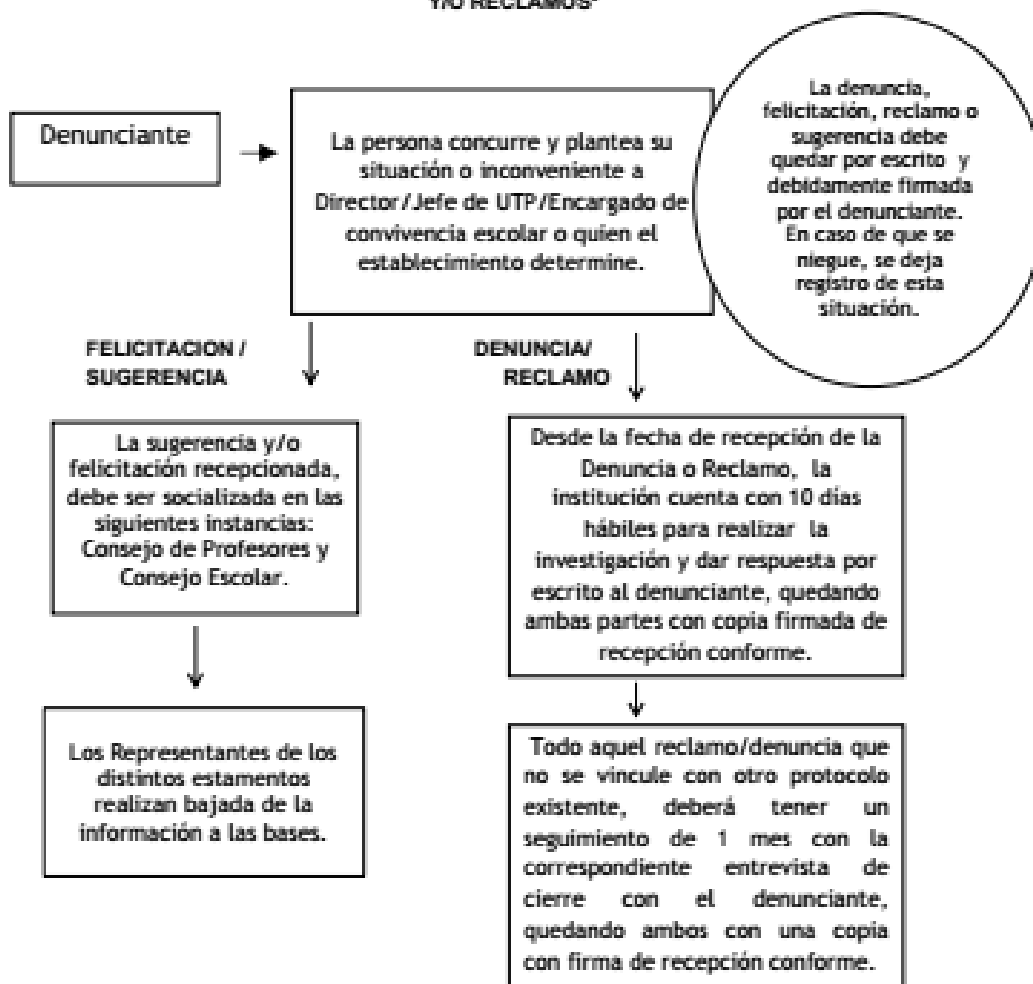 Y/O RECLAMOS
Denunciante
La persona concurre y plantea su
situación o inconveniente a
Director/Jefe de UTP/Encargado de
convivencia escolar o quien el
establecimiento determine.
La denuncia,
felicitación, reclamo o
sugerencia debe
quedar por escrito y
debidamente firmada
por el denunciante.
En caso de que se
niegue, se deja
registro de esta
situación.
FELICITACION /
SUGERENCIA
DENUNCIA/
RECLAMO
La sugerencia y/o
felicitación recepcionada,
debe ser socializada en las
siguientes instancias:
Consejo de Profesores y
Consejo Escolar.
Desde la fecha de recepción de la
Denuncia o Reclamo, la
institución cuenta con 10 días
hábiles para realizar la
investigación y dar respuesta por
escrito al denunciante, quedando
ambas partes con copia firmada de
recepción conforme.
Los Representantes de los
distintos estamentos
realizan bajada de la
información a las bases.
Todo aquel reclamo/denuncia que
no se vincule con otro protocolo
existente, deberá tener un
seguimiento de 1 mes con la
correspondiente entrevista de
cierre con el denunciante,
quedando ambos con una copia
con firma de recepción conforme.